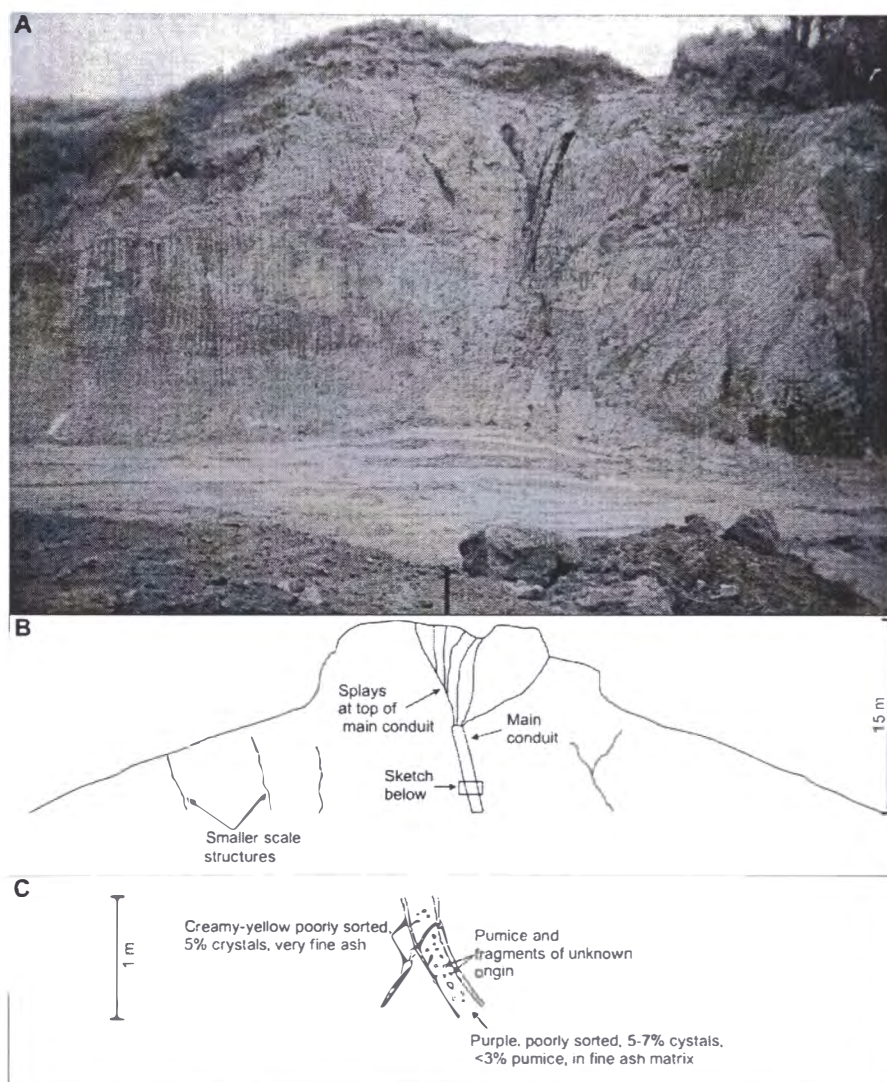 A
B
Splays
at top of
main conduit
Main
conduit
Sketch
below
Smaller scale
structures
15 m
C
1 m
Creamy-yellow poorly sorted,
5% crystals, very fine ash
Pumice and
fragments of unknown
origin
Purple, poorly sorted, 5-7% cystals,
<3% pumice, in fine ash matrix